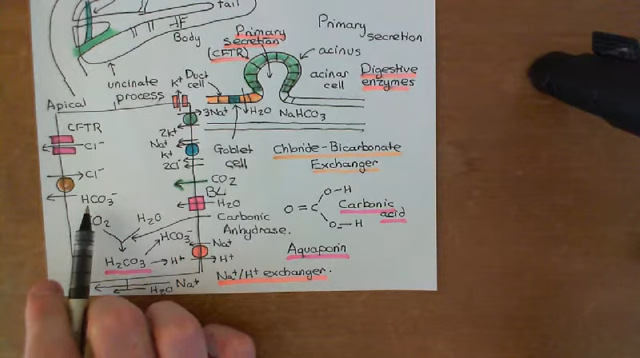 tail
Body
uncinate
process
Primary
secretion
(CFTR)
Primary
secretion
acinus
acinar
cell
Digestive
enzymes
Duct
cell
H2O
NaHCO3
Goblet
cell
Apical
CFTR
Cl⁻
Cl⁻
HCO3⁻
K⁺
3Na⁺
2K⁺
Na⁺
K⁺
2Cl⁻
CO2
H2O
Carbonic
Anhydrase.
O2
H2O
HCO3⁻
H2CO3
H⁺
Na⁺
H⁺
H2O
Na⁺
Chloride-Bicarbonate
Exchanger
O=C
O-H
O-H
Carbonic
acid
Aquaporin
Na⁺/H⁺ exchanger.